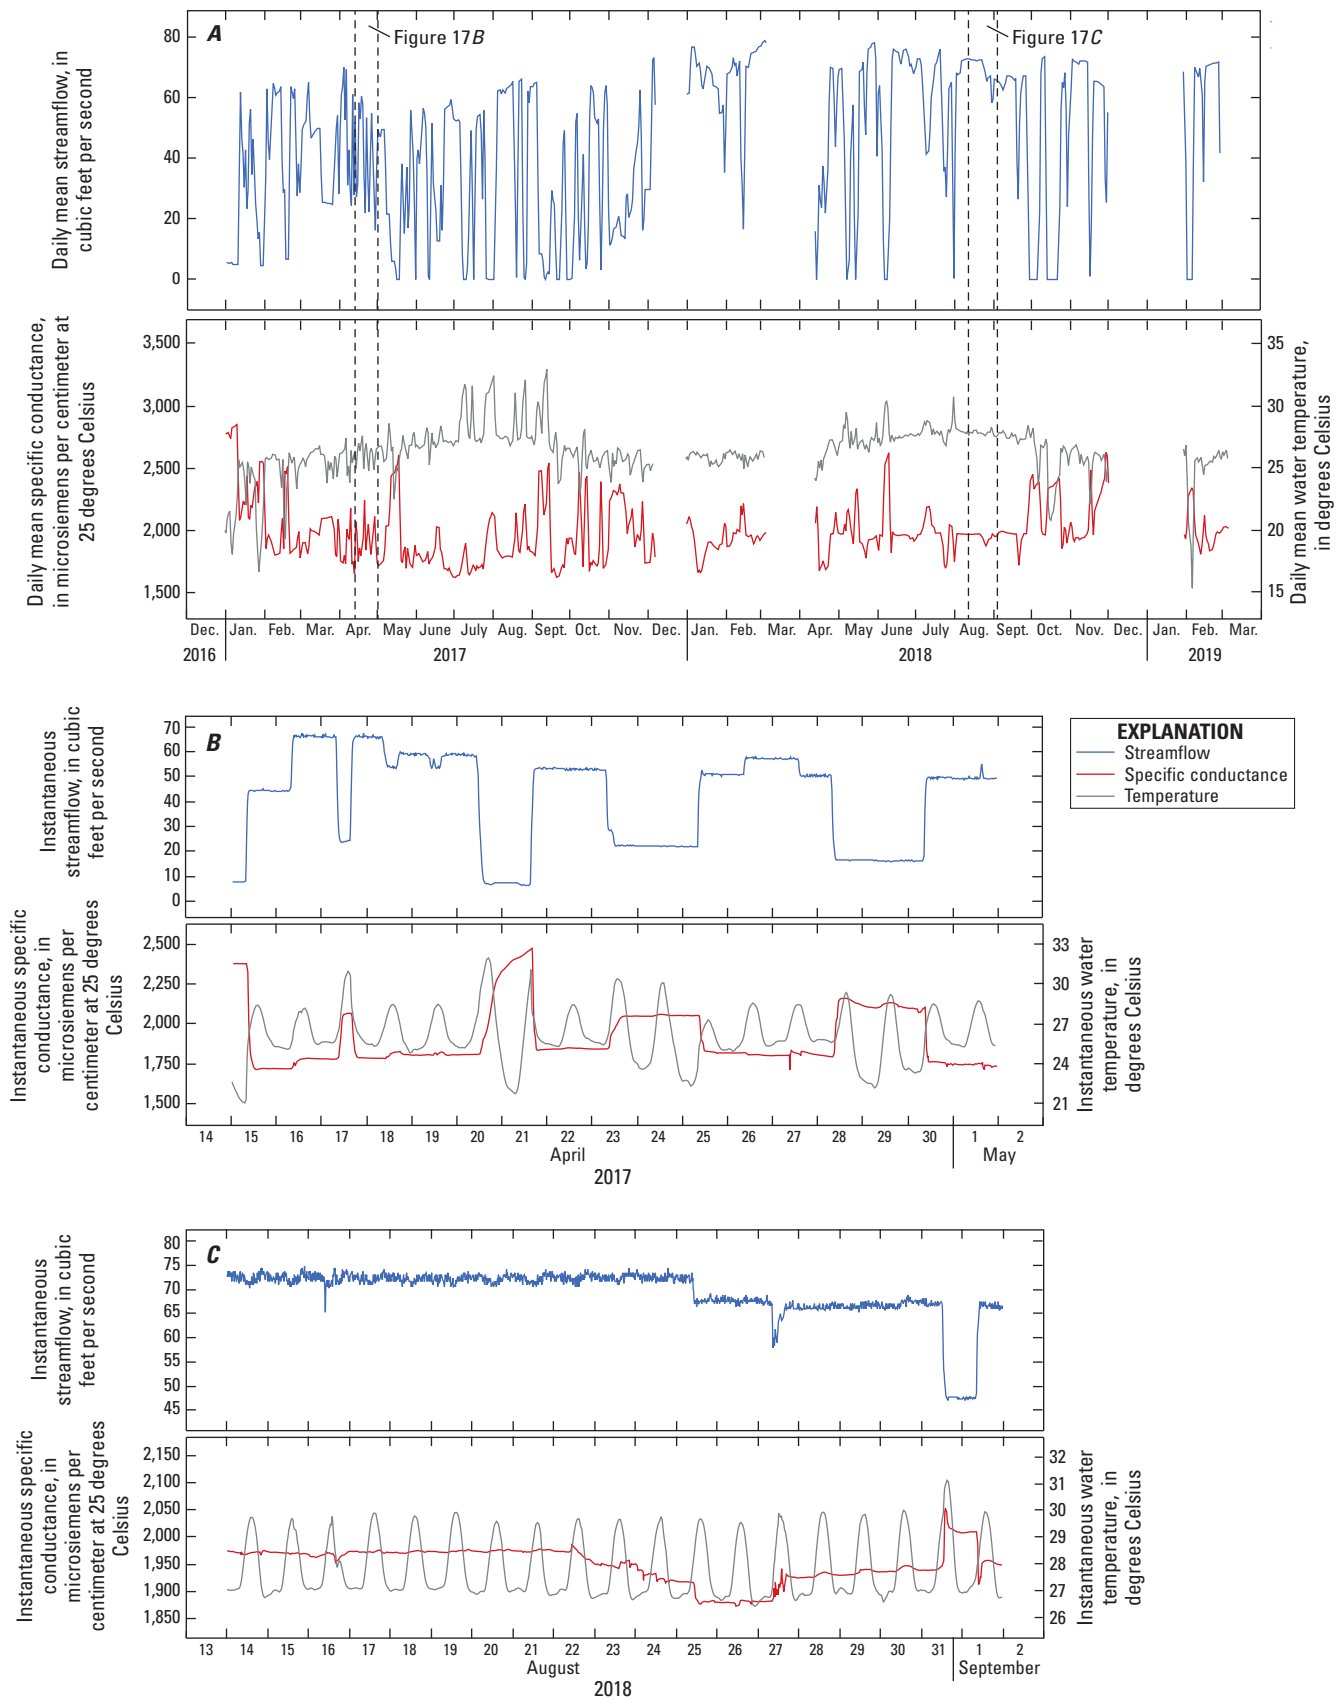 A
Figure 17B
Figure 17C
Daily mean streamflow, in
cubic feet per second
80
60
40
20
0
Daily mean specific conductance,
in microsiemens per centimeter at
25 degrees Celsius
3,500
3,000
2,500
2,000
1,500
35
30
25
20
15
Daily mean water temperature,
in degrees Celsius
Dec. Jan. Feb. Mar. Apr. May June July Aug. Sept. Oct. Nov. Dec. Jan. Feb. Mar. Apr. May June July Aug. Sept. Oct. Nov. Dec. Jan. Feb. Mar.
2016 2017 2018 2019
B
Instantaneous
streamflow, in cubic
feet per second
70
60
50
40
30
20
10
0
EXPLANATION
Streamflow
Specific conductance
Temperature
Instantaneous specific
conductance, in
microsiemens per
centimeter at 25 degrees
Celsius
2,500
2,250
2,000
1,750
1,500
33
30
27
24
21
Instantaneous water
temperature, in
degrees Celsius
14 15 16 17 18 19 20 21 22 23 24 25 26 27 28 29 30 1 2
April May
2017
C
Instantaneous
streamflow, in cubic
feet per second
80
75
70
65
60
55
50
45
Instantaneous specific
conductance, in
microsiemens per
centimeter at 25 degrees
Celsius
2,150
2,100
2,050
2,000
1,950
1,900
1,850
32
31
30
29
28
27
26
Instantaneous water
temperature, in
degrees Celsius
13 14 15 16 17 18 19 20 21 22 23 24 25 26 27 28 29 30 31 1 2
August September
2018